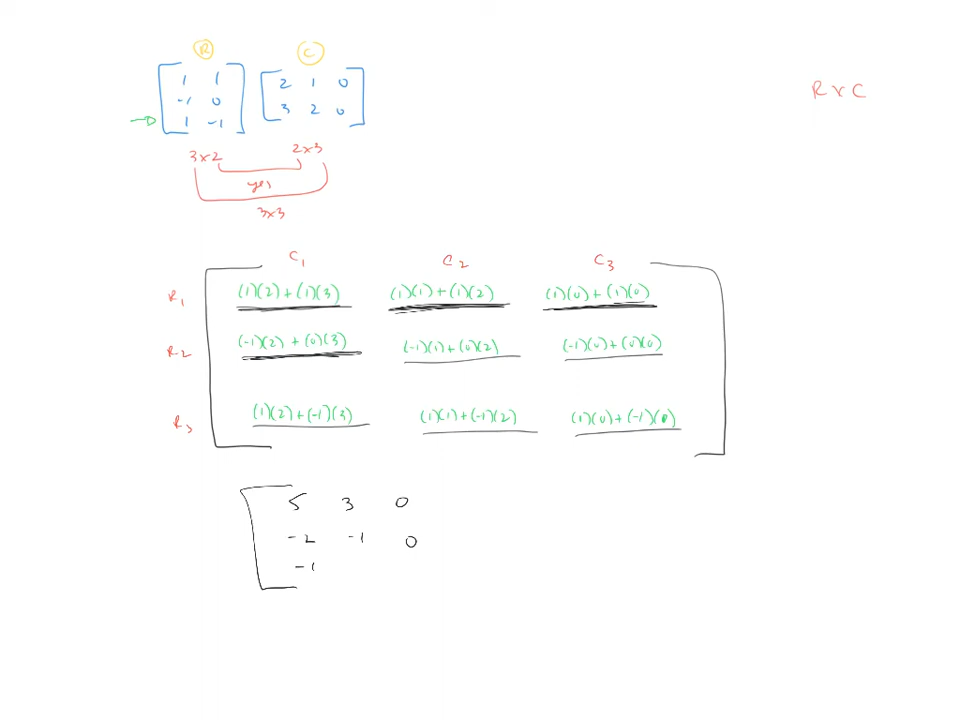 R C
1 1 2 1 0
R x C
-1 0 3 2 0
1 -1
3x2 2x3
yes
3x3
C1 C2 C3
R1 (1)(2)+(1)(3) (1)(1)+(1)(2) (1)(0)+(1)(0)
R2 (-1)(2)+(0)(3) (-1)(1)+(0)(2) (-1)(0)+(0)(0)
R3 (1)(2)+(-1)(3) (1)(1)+(-1)(2) (1)(0)+(-1)(0)
5 3 0
-2 -1 0
-1